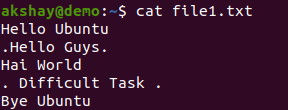 akshay@demo:~$ cat file1.txt
Hello Ubuntu
.Hello Guys.
Hai World
. Difficult Task .
Bye Ubuntu